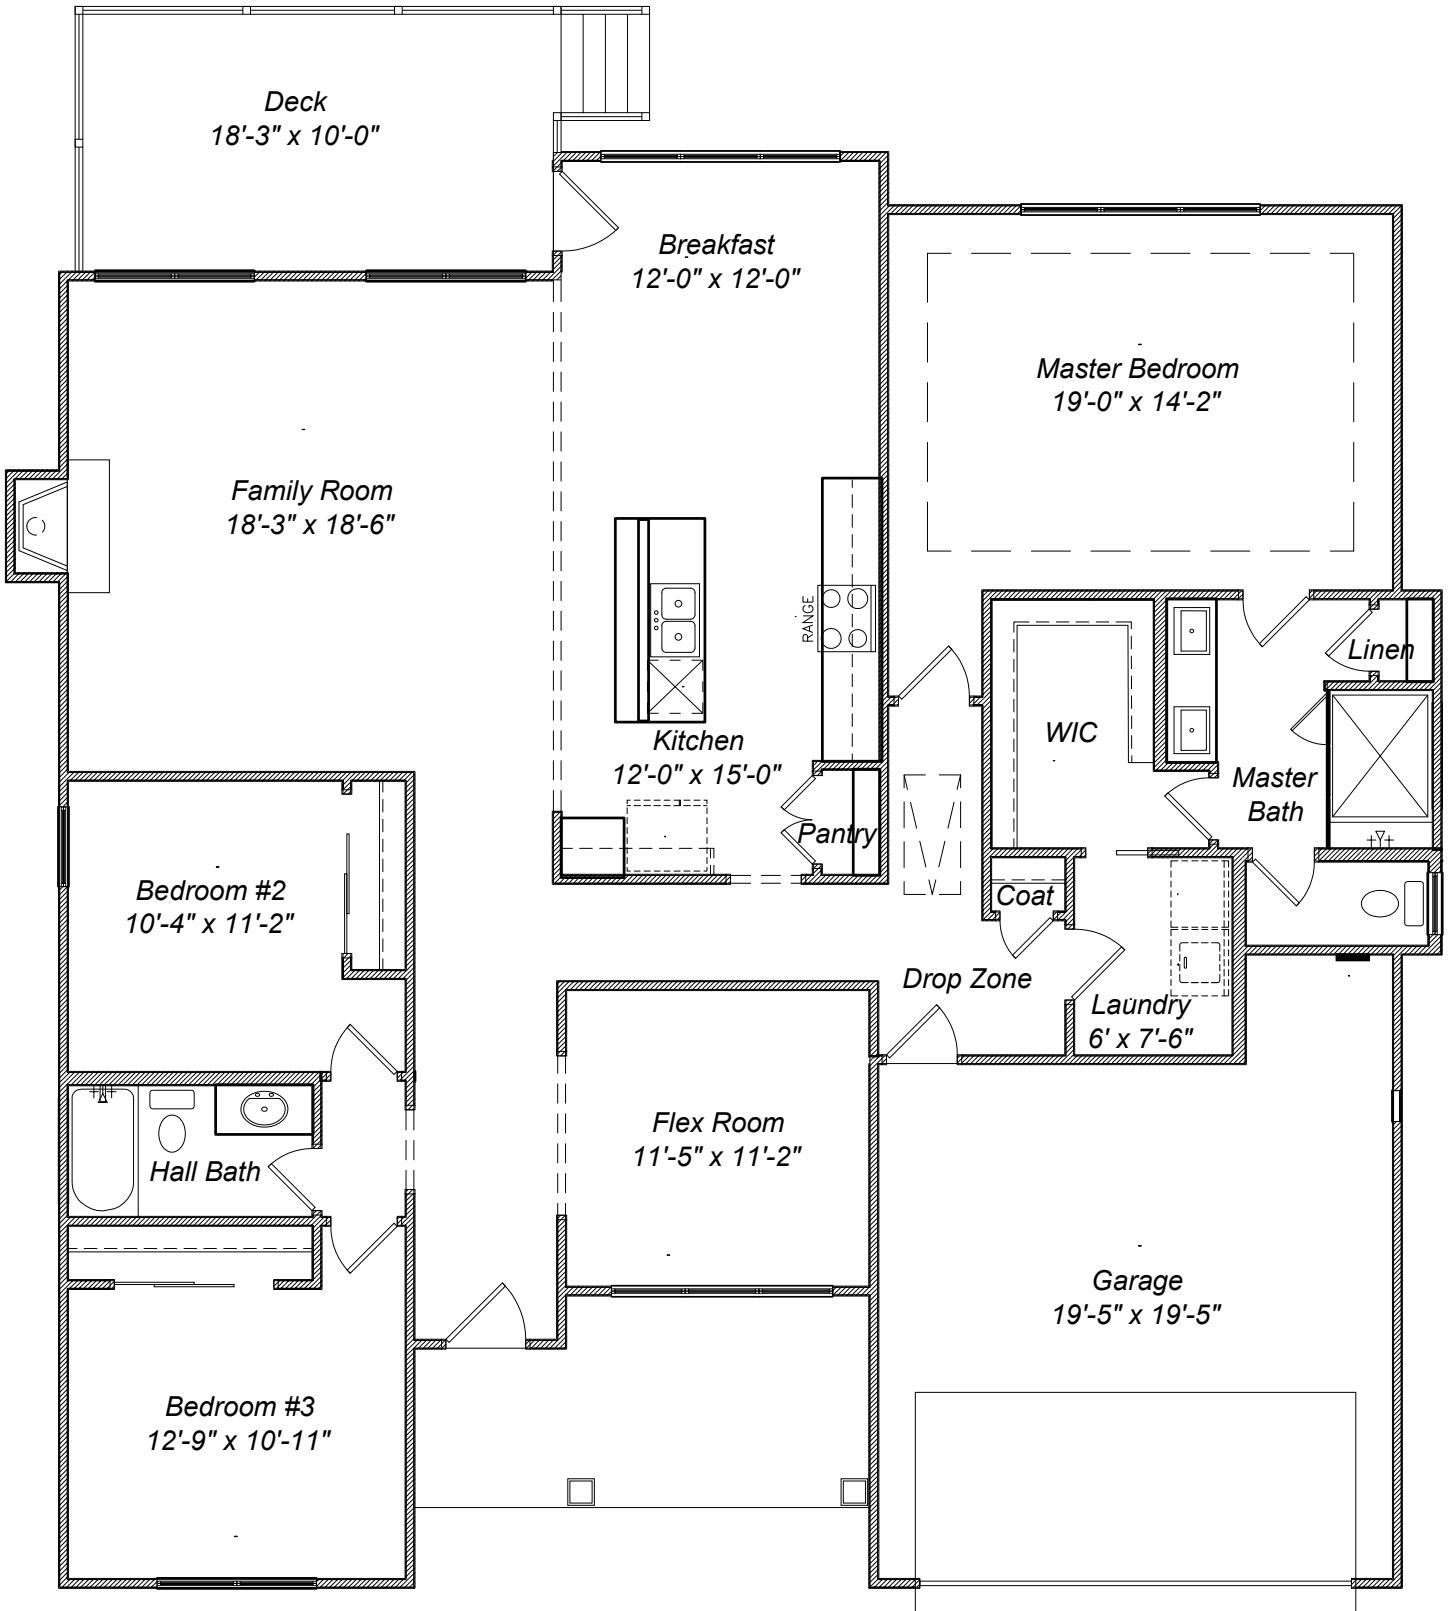 Deck
18'-3" x 10'-0"
Breakfast
12'-0" x 12'-0"
Master Bedroom
19'-0" x 14'-2"
Family Room
18'-3" x 18'-6"
RANGE
Linen
Kitchen
12'-0" x 15'-0"
WIC
Master
Bath
Pantry
Bedroom #2
10'-4" x 11'-2"
Coat
Drop Zone
Laundry
6' x 7'-6"
Flex Room
11'-5" x 11'-2"
Hall Bath
Garage
19'-5" x 19'-5"
Bedroom #3
12'-9" x 10'-11"